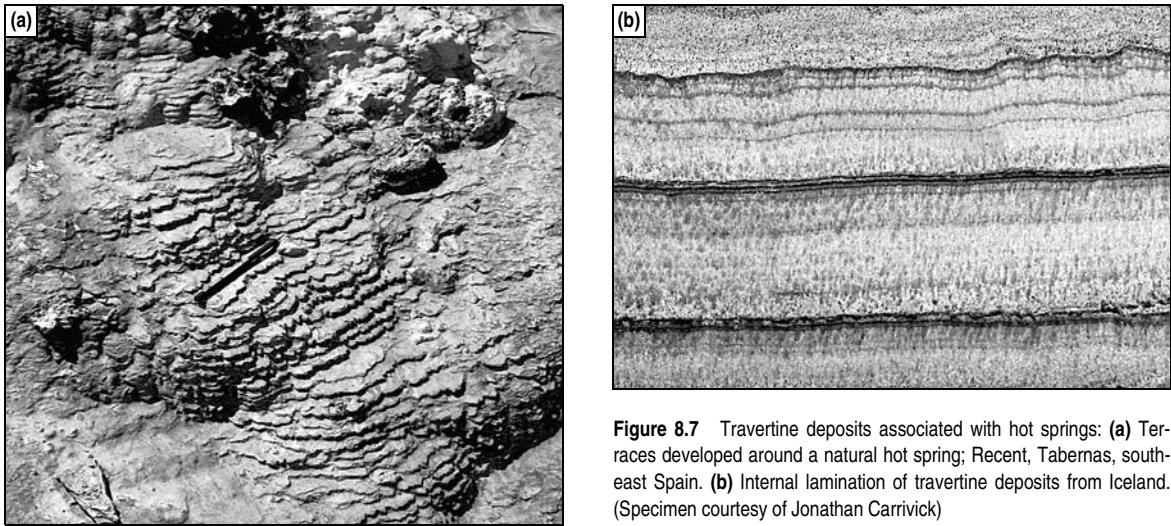 (a)
(b)
Figure 8.7 Travertine deposits associated with hot springs: (a) Ter-
races developed around a natural hot spring; Recent, Tabernas, south-
east Spain. (b) Internal lamination of travertine deposits from Iceland.
(Specimen courtesy of Jonathan Carrivick)